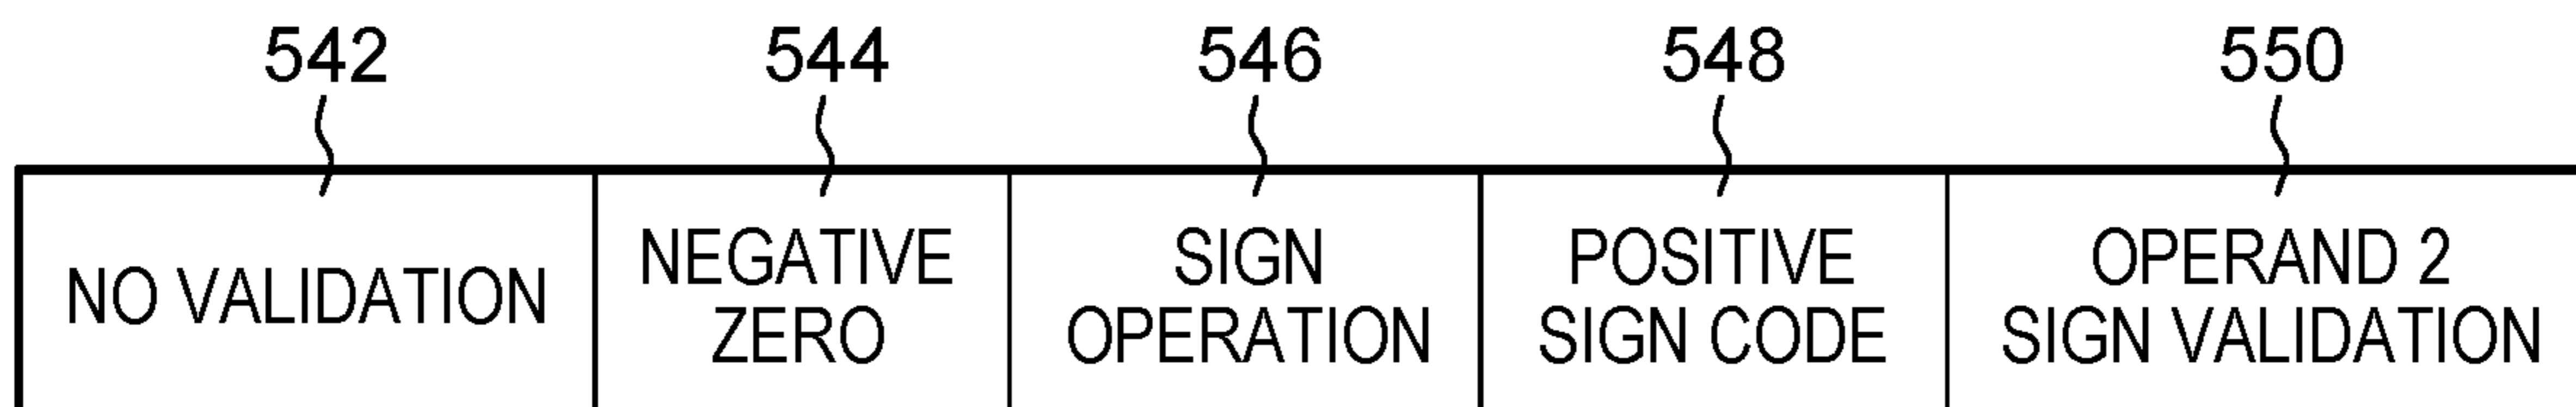 542 544 546 548 550
NO VALIDATION
NEGATIVE
ZERO
SIGN
OPERATION
POSITIVE
SIGN CODE
OPERAND 2
SIGN VALIDATION